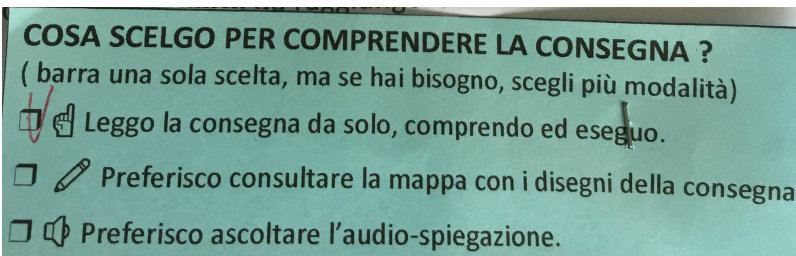 COSA SCELGO PER COMPRENDERE LA CONSEGNA ?
( barra una sola scelta, ma se hai bisogno, scegli più modalità)
Leggo la consegna da solo, comprendo ed eseguo.
Preferisco consultare la mappa con i disegni della consegna
Preferisco ascoltare l'audio-spiegazione.